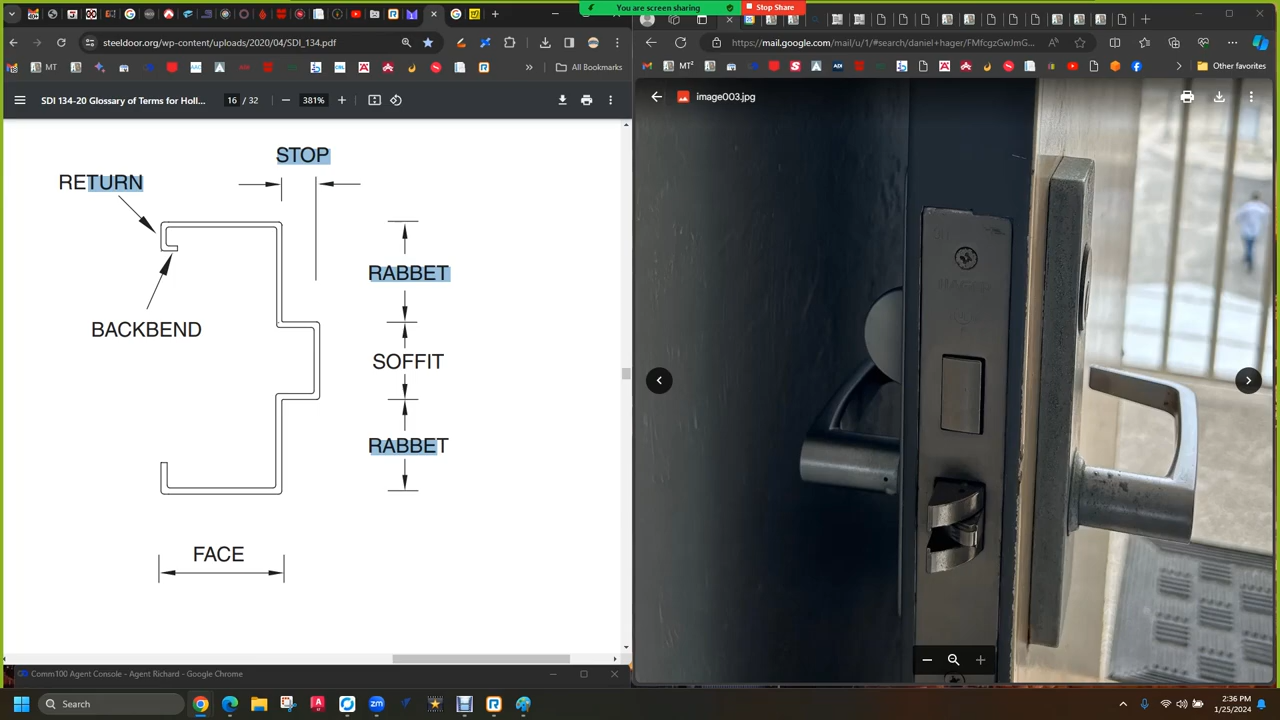 You are screen sharing
Stop Share
steeldoor.org/wp-content/uploads/2020/04/SDI_134.pdf
https://mail.google.com/mail/u/1/#search/daniel+hager/FMfcgzGwJmG...
MT
All Bookmarks
MT²
Other favorites
SDI 134-20 Glossary of Terms for Holl...
16 / 32
381%
image003.jpg
STOP
RETURN
RABBET
BACKBEND
SOFFIT
RABBET
FACE
Comm100 Agent Console - Agent Richard - Google Chrome
Search
2:36 PM
1/25/2024